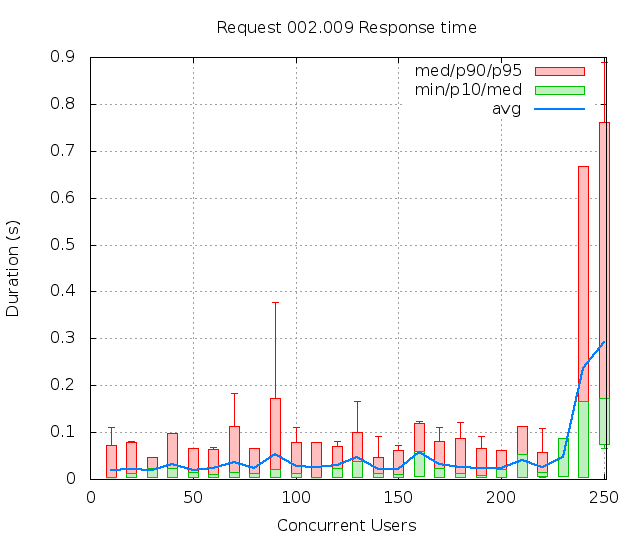 Request 002.009 Response time
med/p90/p95
min/p10/med
avg
Duration (s)
0.9
0.8
0.7
0.6
0.5
0.4
0.3
0.2
0.1
0
0 50 100 150 200 250
Concurrent Users